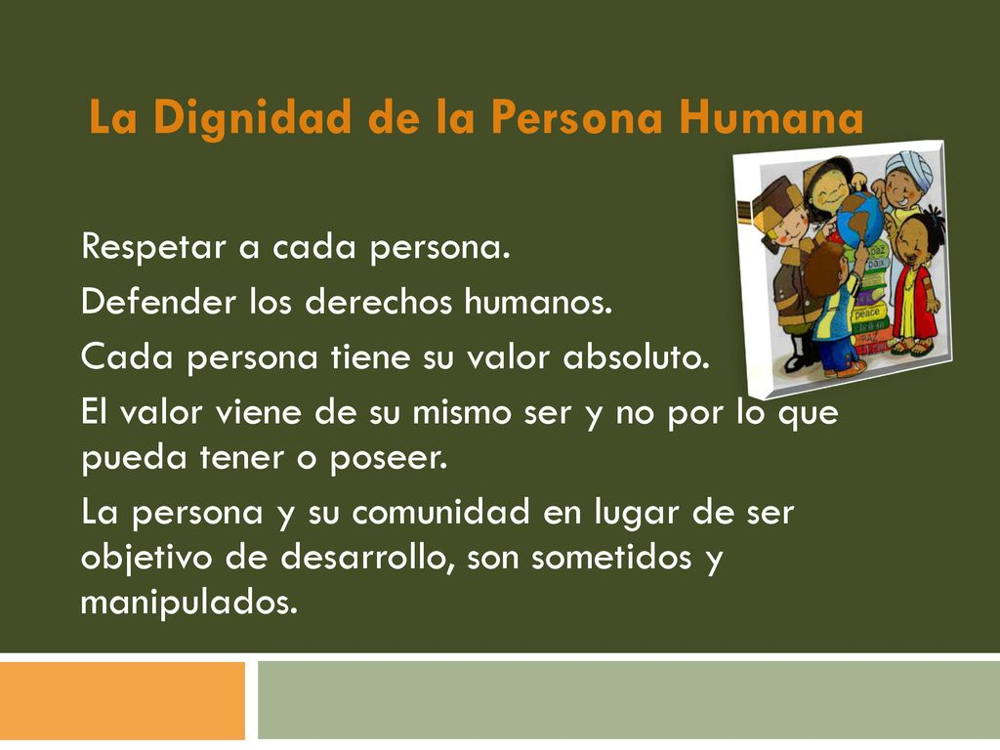 La Dignidad de la Persona Humana
Respetar a cada persona.
Defender los derechos humanos.
Cada persona tiene su valor absoluto.
El valor viene de su mismo ser y no por lo que
pueda tener o poseer.
La persona y su comunidad en lugar de ser
objetivo de desarrollo, son sometidos y
manipulados.
paz
paix
peace
PAZ